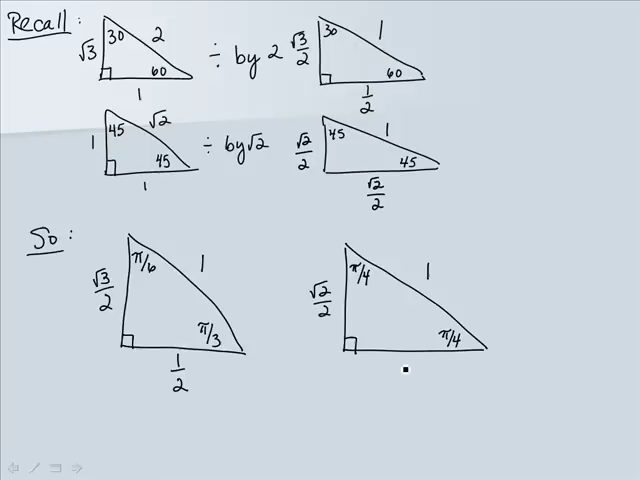 Recall:
30 2 ÷ by 2 30 1
√3 60 √3/2 60
1 1/2
45 √2 ÷ by √2 45 1
1 45 √2/2 45
1 √2/2
So:
π/6 1 π/4 1
√3/2 π/3 √2/2 π/4
1/2